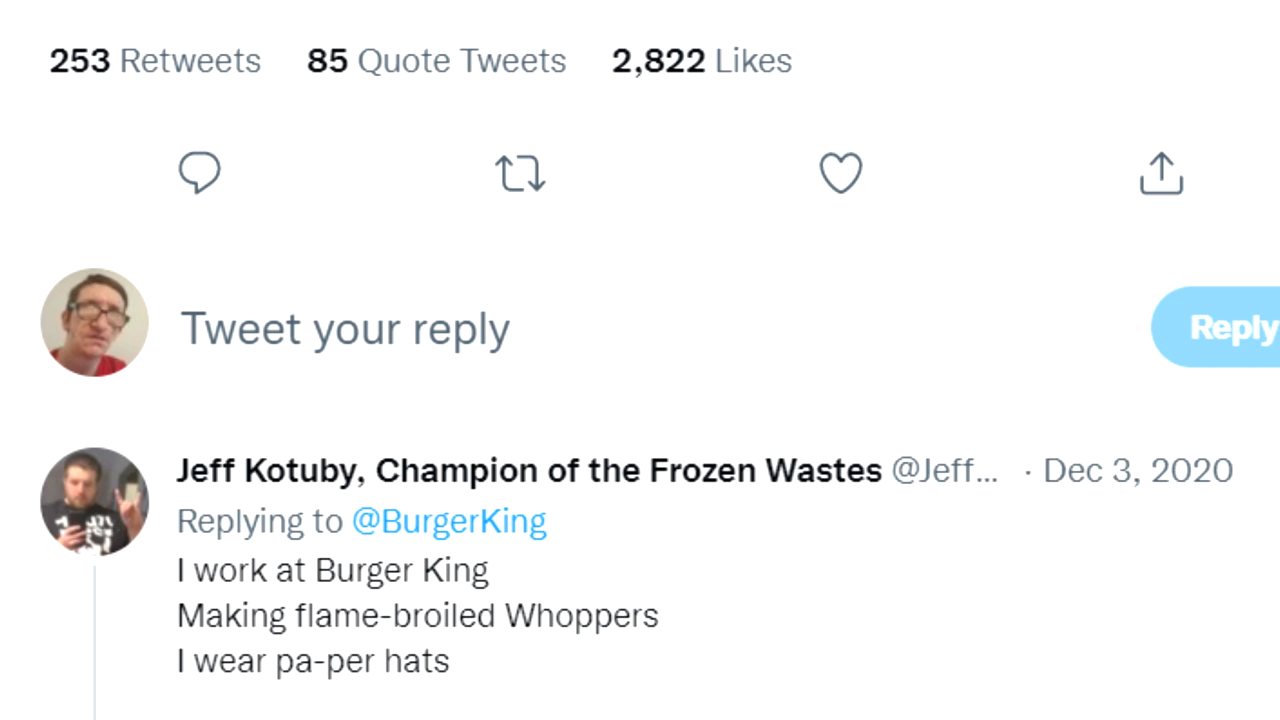 253 Retweets 85 Quote Tweets 2,822 Likes
Tweet your reply
Reply
Jeff Kotuby, Champion of the Frozen Wastes @Jeff... · Dec 3, 2020
Replying to @BurgerKing
I work at Burger King
Making flame-broiled Whoppers
I wear pa-per hats